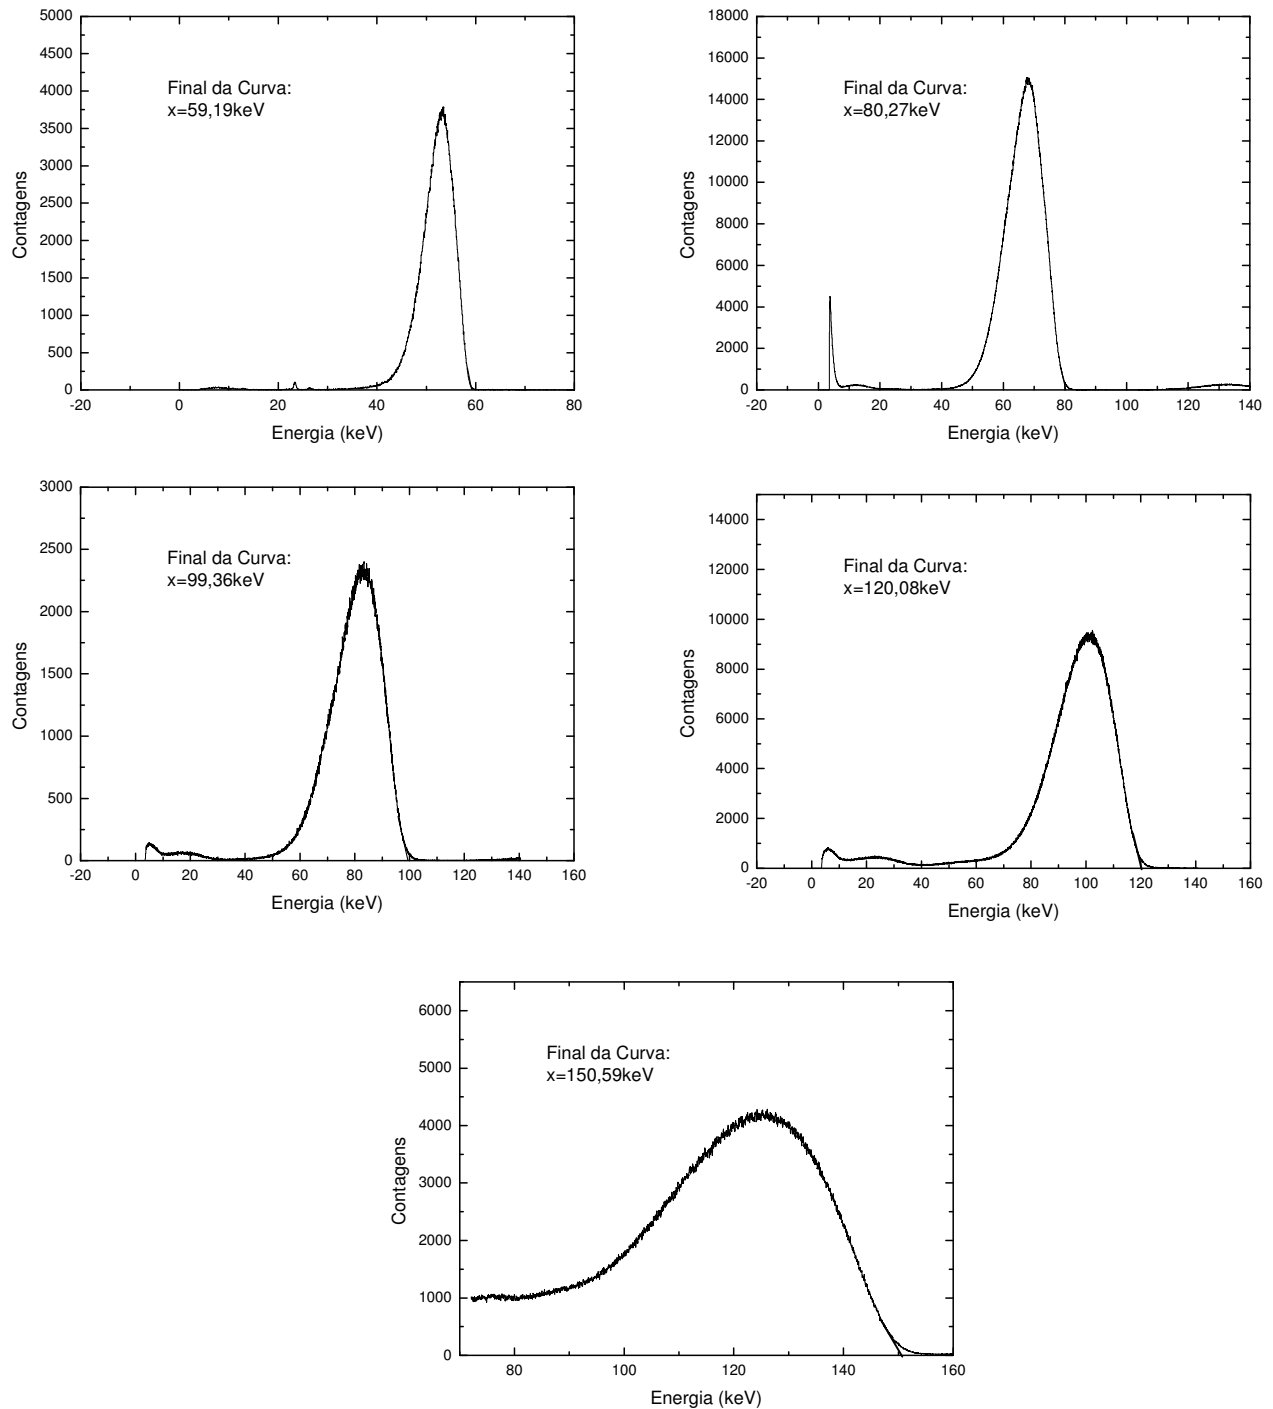 5000
4500
4000
3500
3000
2500
2000
1500
1000
500
0
Contagens
Final da Curva:
x=59,19keV
-20 0 20 40 60 80
Energia (keV)
18000
16000
14000
12000
10000
8000
6000
4000
2000
0
Contagens
Final da Curva:
x=80,27keV
-20 0 20 40 60 80 100 120 140
Energia (keV)
3000
2500
2000
1500
1000
500
0
Contagens
Final da Curva:
x=99,36keV
-20 0 20 40 60 80 100 120 140 160
Energia (keV)
14000
12000
10000
8000
6000
4000
2000
0
Contagens
Final da Curva:
x=120,08keV
-20 0 20 40 60 80 100 120 140 160
Energia (keV)
6000
5000
4000
3000
2000
1000
0
Contagens
Final da Curva:
x=150,59keV
80 100 120 140 160
Energia (keV)